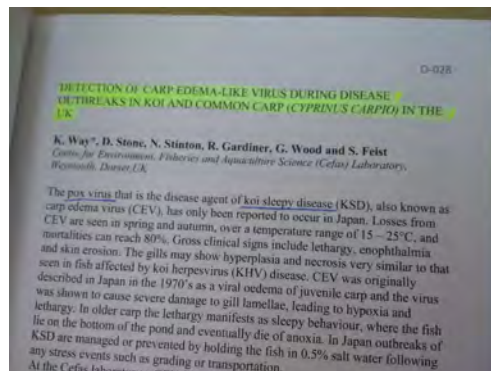 O-028
DETECTION OF CARP EDEMA-LIKE VIRUS DURING DISEASE
OUTBREAKS IN KOI AND COMMON CARP (CYPRINUS CARPIO) IN THE
UK
K. Way*, D. Stone, N. Stinton, R. Gardiner, G. Wood and S. Feist
Centre for Environment, Fisheries and Aquaculture Science (Cefas) Laboratory,
Weymouth, Dorset, UK
The pox virus that is the disease agent of koi sleepy disease (KSD), also known as
carp edema virus (CEV), has only been reported to occur in Japan. Losses from
CEV are seen in spring and autumn, over a temperature range of 15 – 25°C, and
mortalities can reach 80%. Gross clinical signs include lethargy, enophthalmia
and skin erosion. The gills may show hyperplasia and necrosis very similar to that
seen in fish affected by koi herpesvirus (KHV) disease. CEV was originally
described in Japan in the 1970's as a viral edema of juvenile carp and the virus
was shown to cause severe damage to gill lamellae, leading to hypoxia and
lethargy. In older carp the lethargy manifests as sleepy behaviour, where the fish
lie on the bottom of the pond and eventually die of anoxia. In Japan outbreaks of
KSD are managed or prevented by holding the fish in 0.5% salt water following
any stress events such as grading or transportation.
At the Cefas